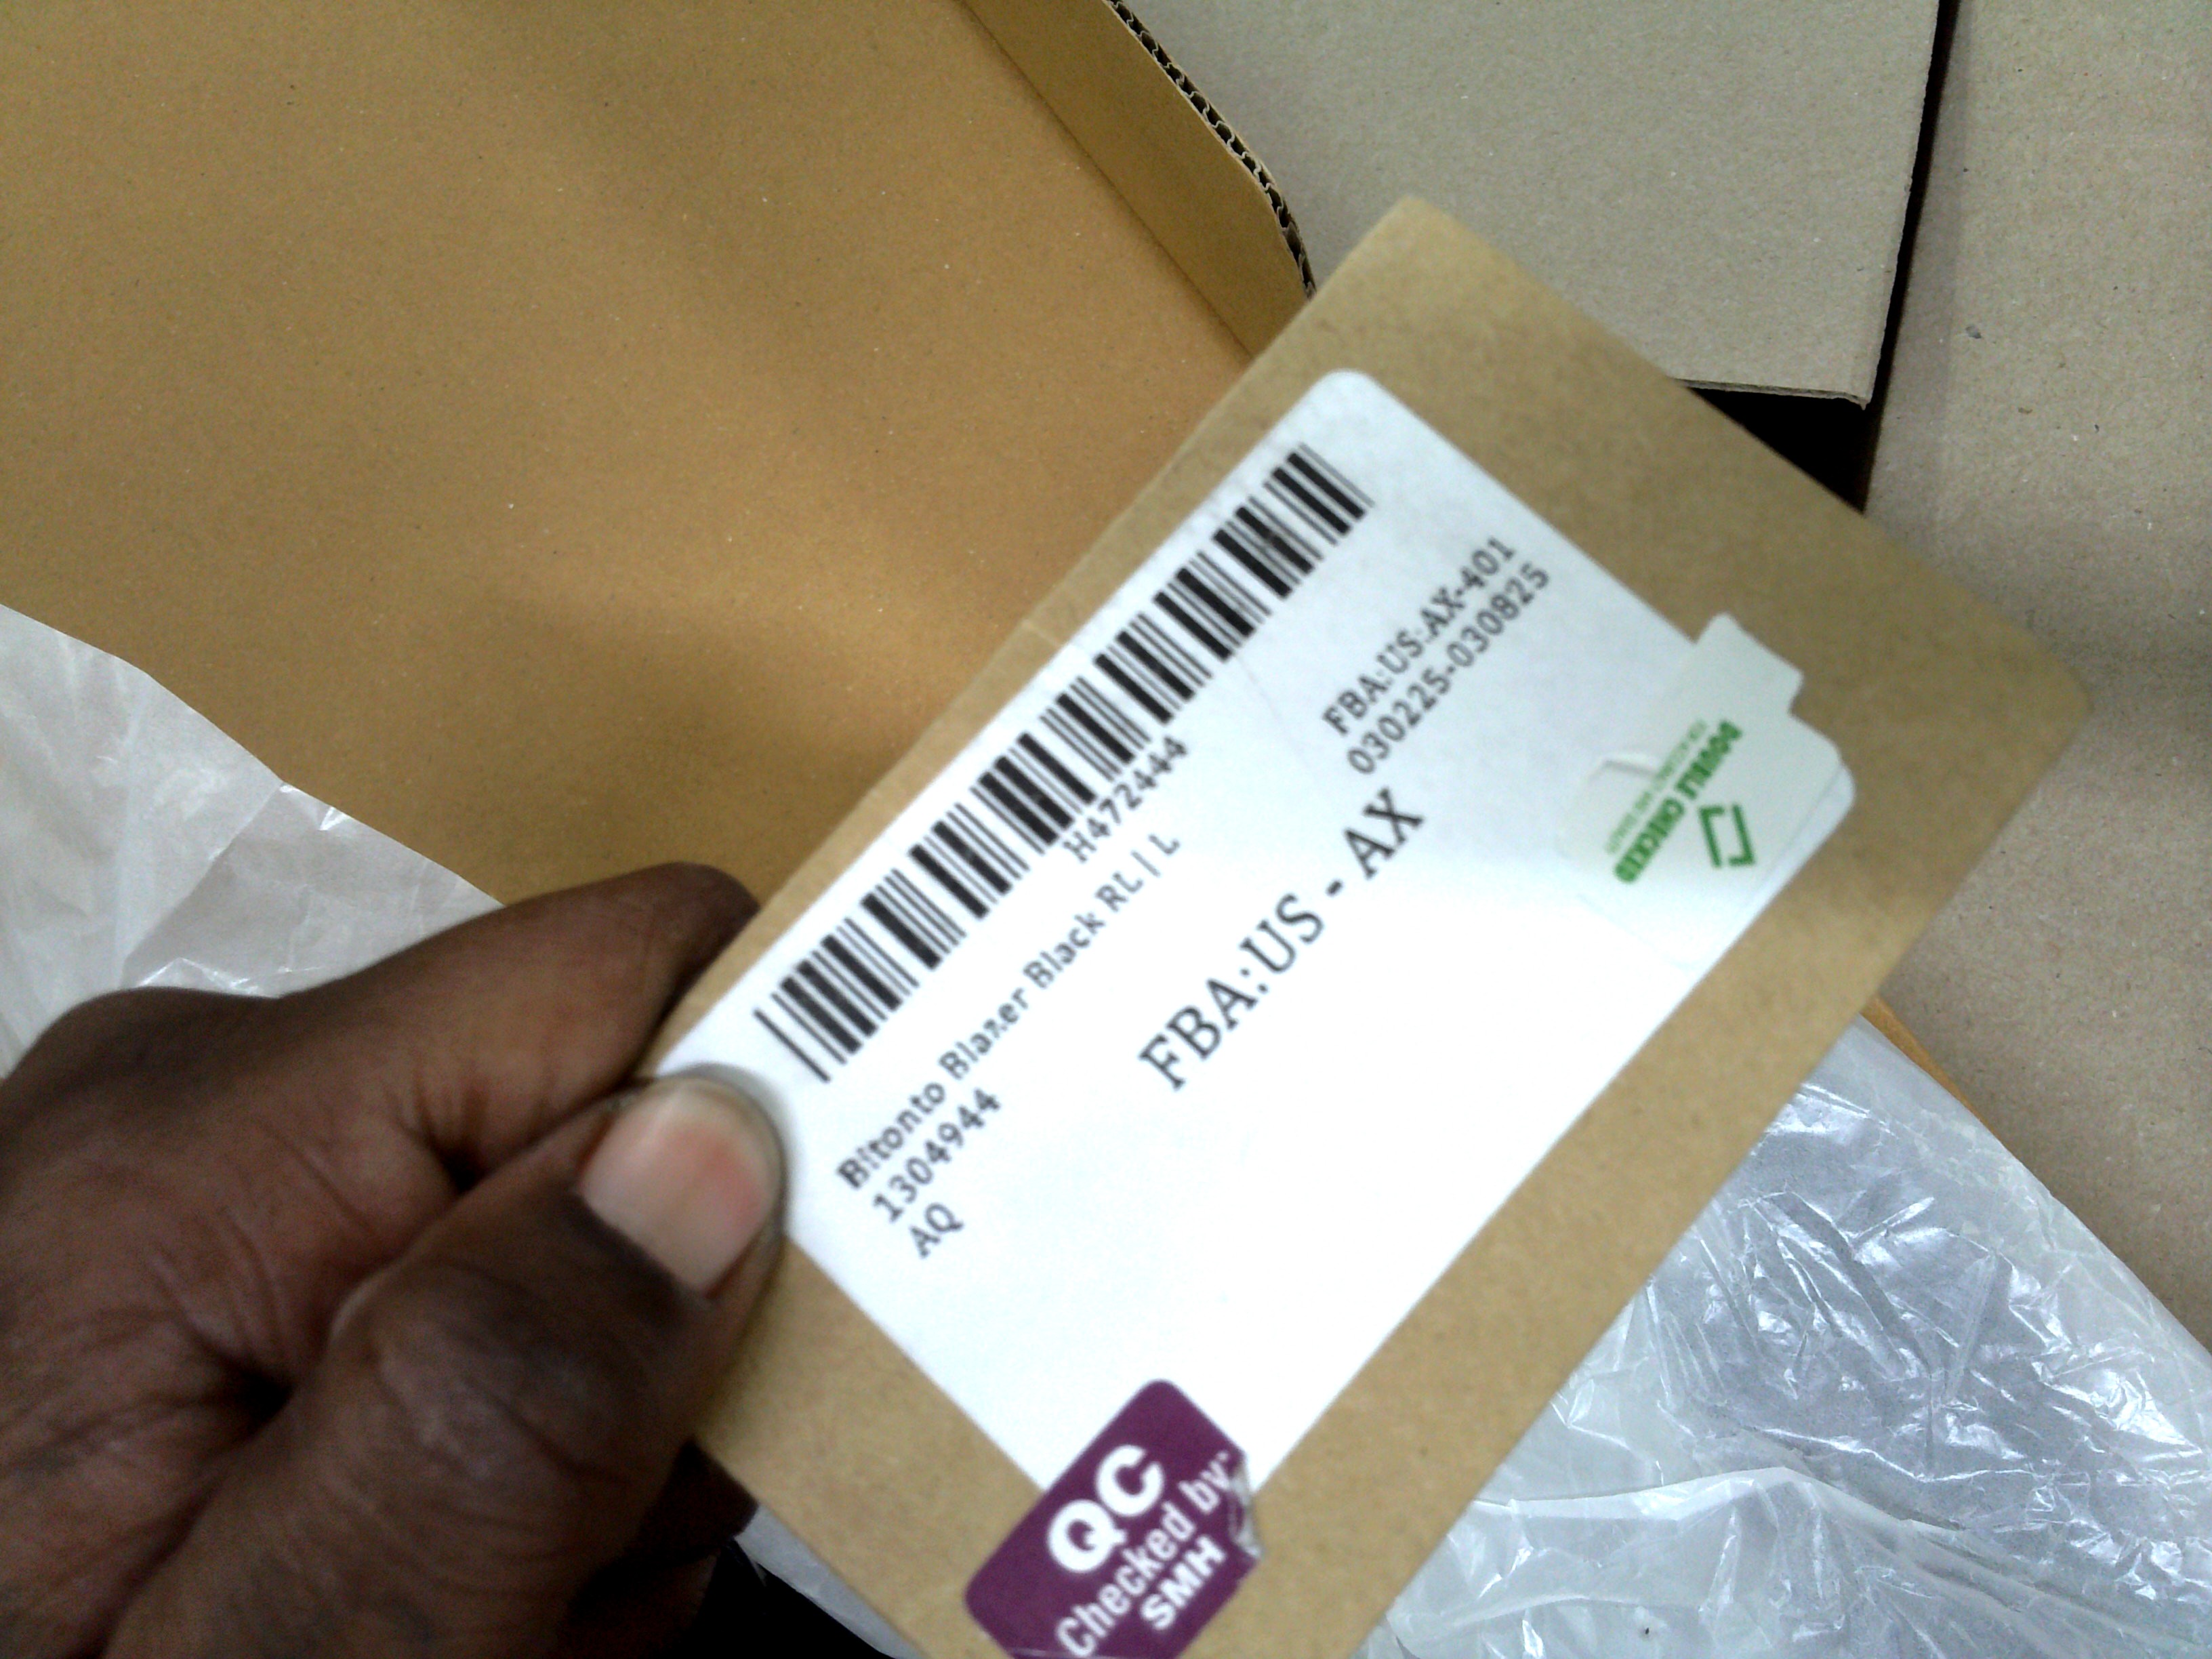 H472444
Bitonto Blazer Black RL | L
1304944
AQ
FBA:US:AX-401
030225-030825
FBA:US - AX
DOUBLE CHECKED
QC
Checked by:
SMH